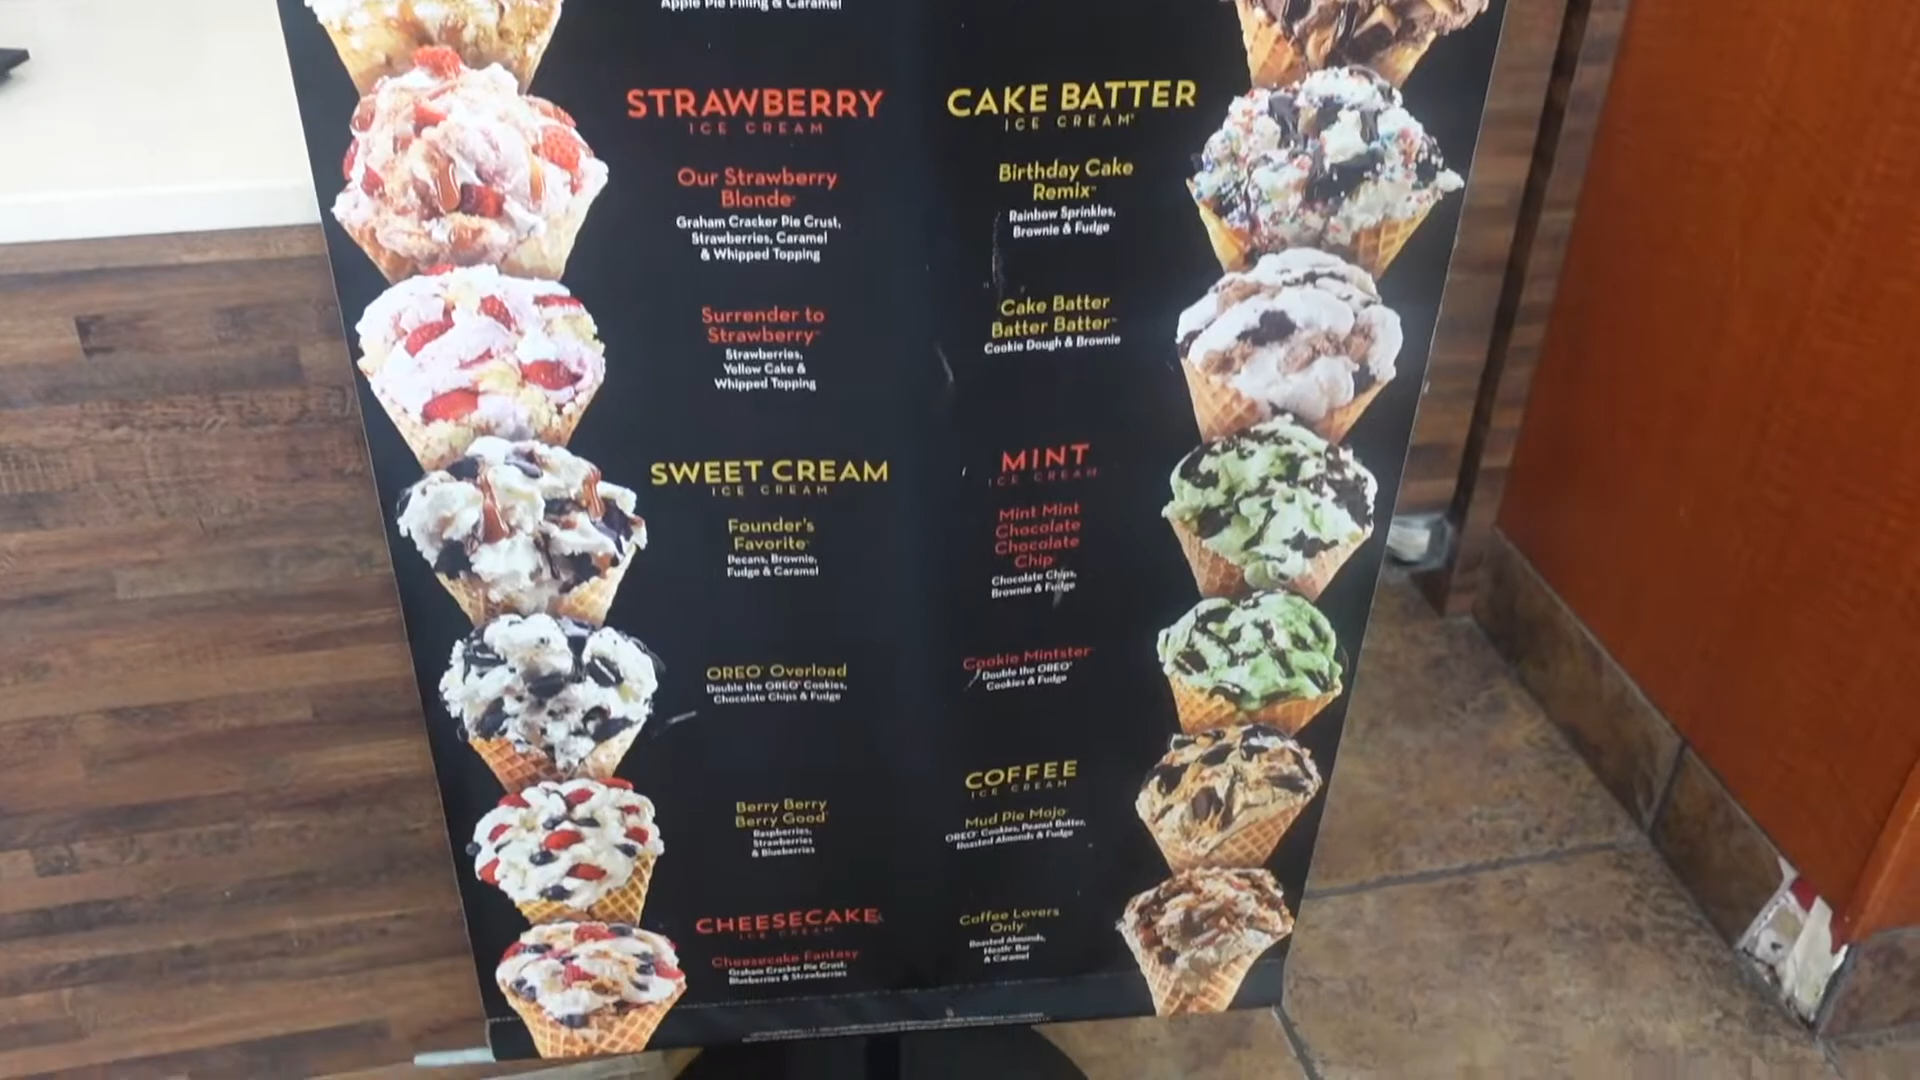 Apple Pie Filling & Caramel
STRAWBERRY
ICE CREAM
Our Strawberry
Blonde™
Graham Cracker Pie Crust,
Strawberries, Caramel
& Whipped Topping
Surrender to
Strawberry™
Strawberries,
Yellow Cake &
Whipped Topping
SWEET CREAM
ICE CREAM
Founder's
Favorite
Pecans, Brownie,
Fudge & Caramel
OREO® Overload
Double the OREO® Cookies,
Chocolate Chips & Fudge
Berry Berry
Berry Good®
Raspberries,
Strawberries
& Blueberries
CHEESECAKE
ICE CREAM
Cheesecake Fantasy
Graham Cracker Pie Crust,
Blueberries & Strawberries
CAKE BATTER
ICE CREAM®
Birthday Cake
Remix™
Rainbow Sprinkles,
Brownie & Fudge
Cake Batter
Batter Batter™
Cookie Dough & Brownie
MINT
ICE CREAM
Mint Mint
Chocolate
Chocolate
Chip
Chocolate Chips,
Brownie & Fudge
Cookie Mintster™
Double the OREO®
Cookies & Fudge
COFFEE
ICE CREAM
Mud Pie Mojo
OREO® Cookies, Peanut Butter,
Roasted Almonds & Fudge
Coffee Lovers
Only
Roasted Almonds,
Heath® Bar
& Caramel